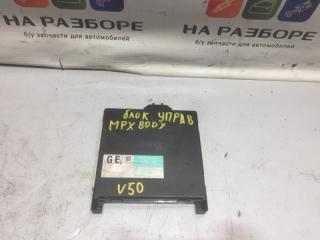 НА РАЗБОРЕ
б/у запчасти для автомобилей
НА РАЗБОРЕ
б/у запчасти для автомобилей
блок УПРАВ
MPX BODY
GE
V50